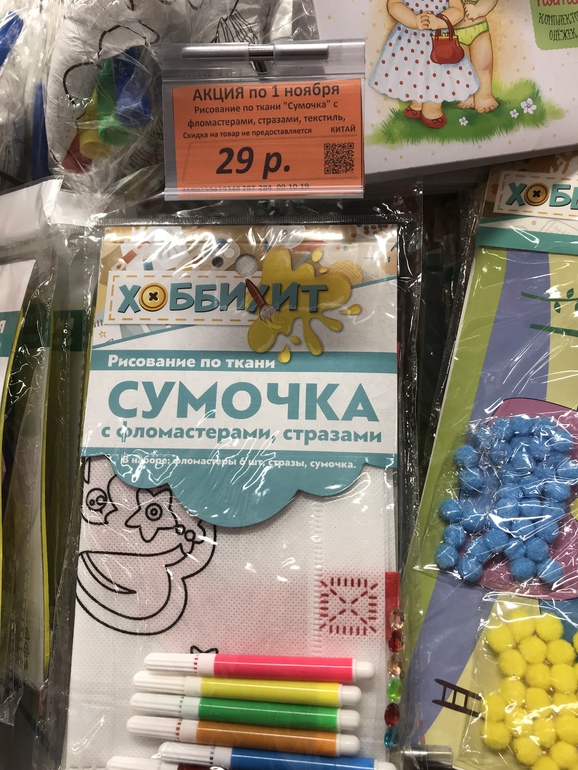 АКЦИЯ по 1 ноября
Рисование по ткани "Сумочка" с
фломастерами, стразами, текстиль,
Скидка на товар не предоставляется КИТАЙ
29 р.
ХОББИХИТ
Рисование по ткани
СУМОЧКА
с фломастерами, стразами
В наборе: фломастеры 6 шт, стразы, сумочка.
ХОББ